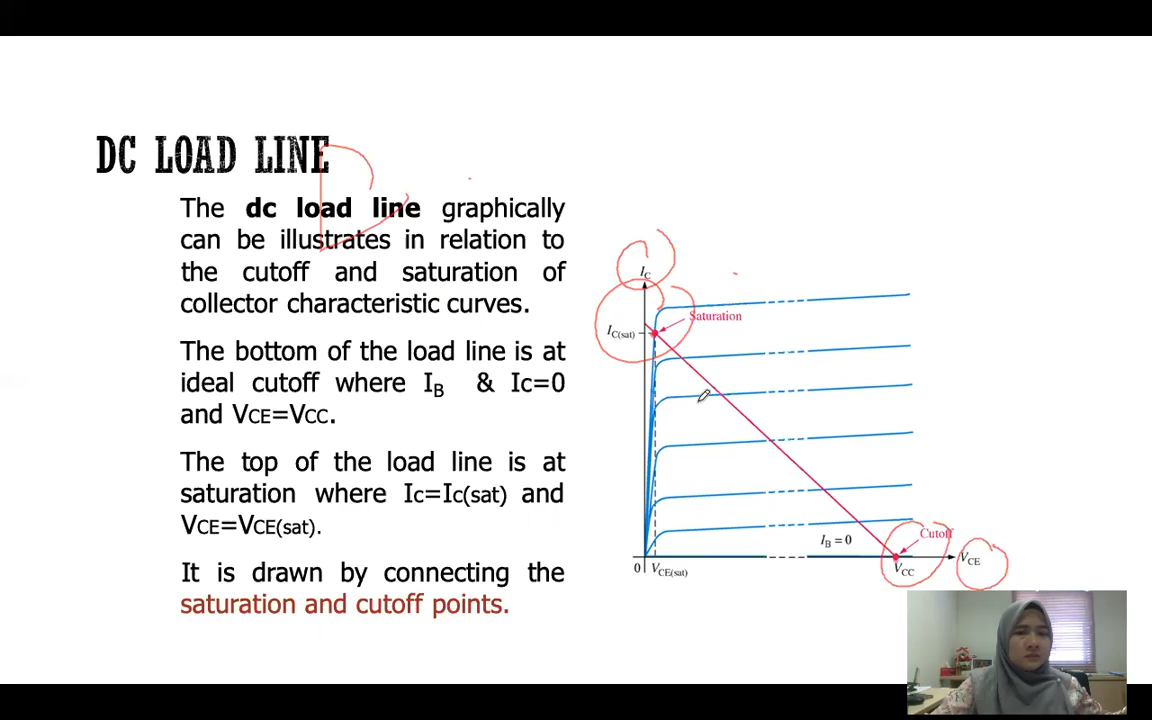 DC LOAD LINE
The dc load line graphically
can be illustrates in relation to
the cutoff and saturation of
collector characteristic curves.
The bottom of the load line is at
ideal cutoff where IB & Ic=0
and VCE=VCC.
The top of the load line is at
saturation where Ic=Ic(sat) and
VCE=VCE(sat).
It is drawn by connecting the
saturation and cutoff points.
IC
Saturation
IC(sat)
IB = 0
Cutoff
0
VCE(sat)
VCC
VCE